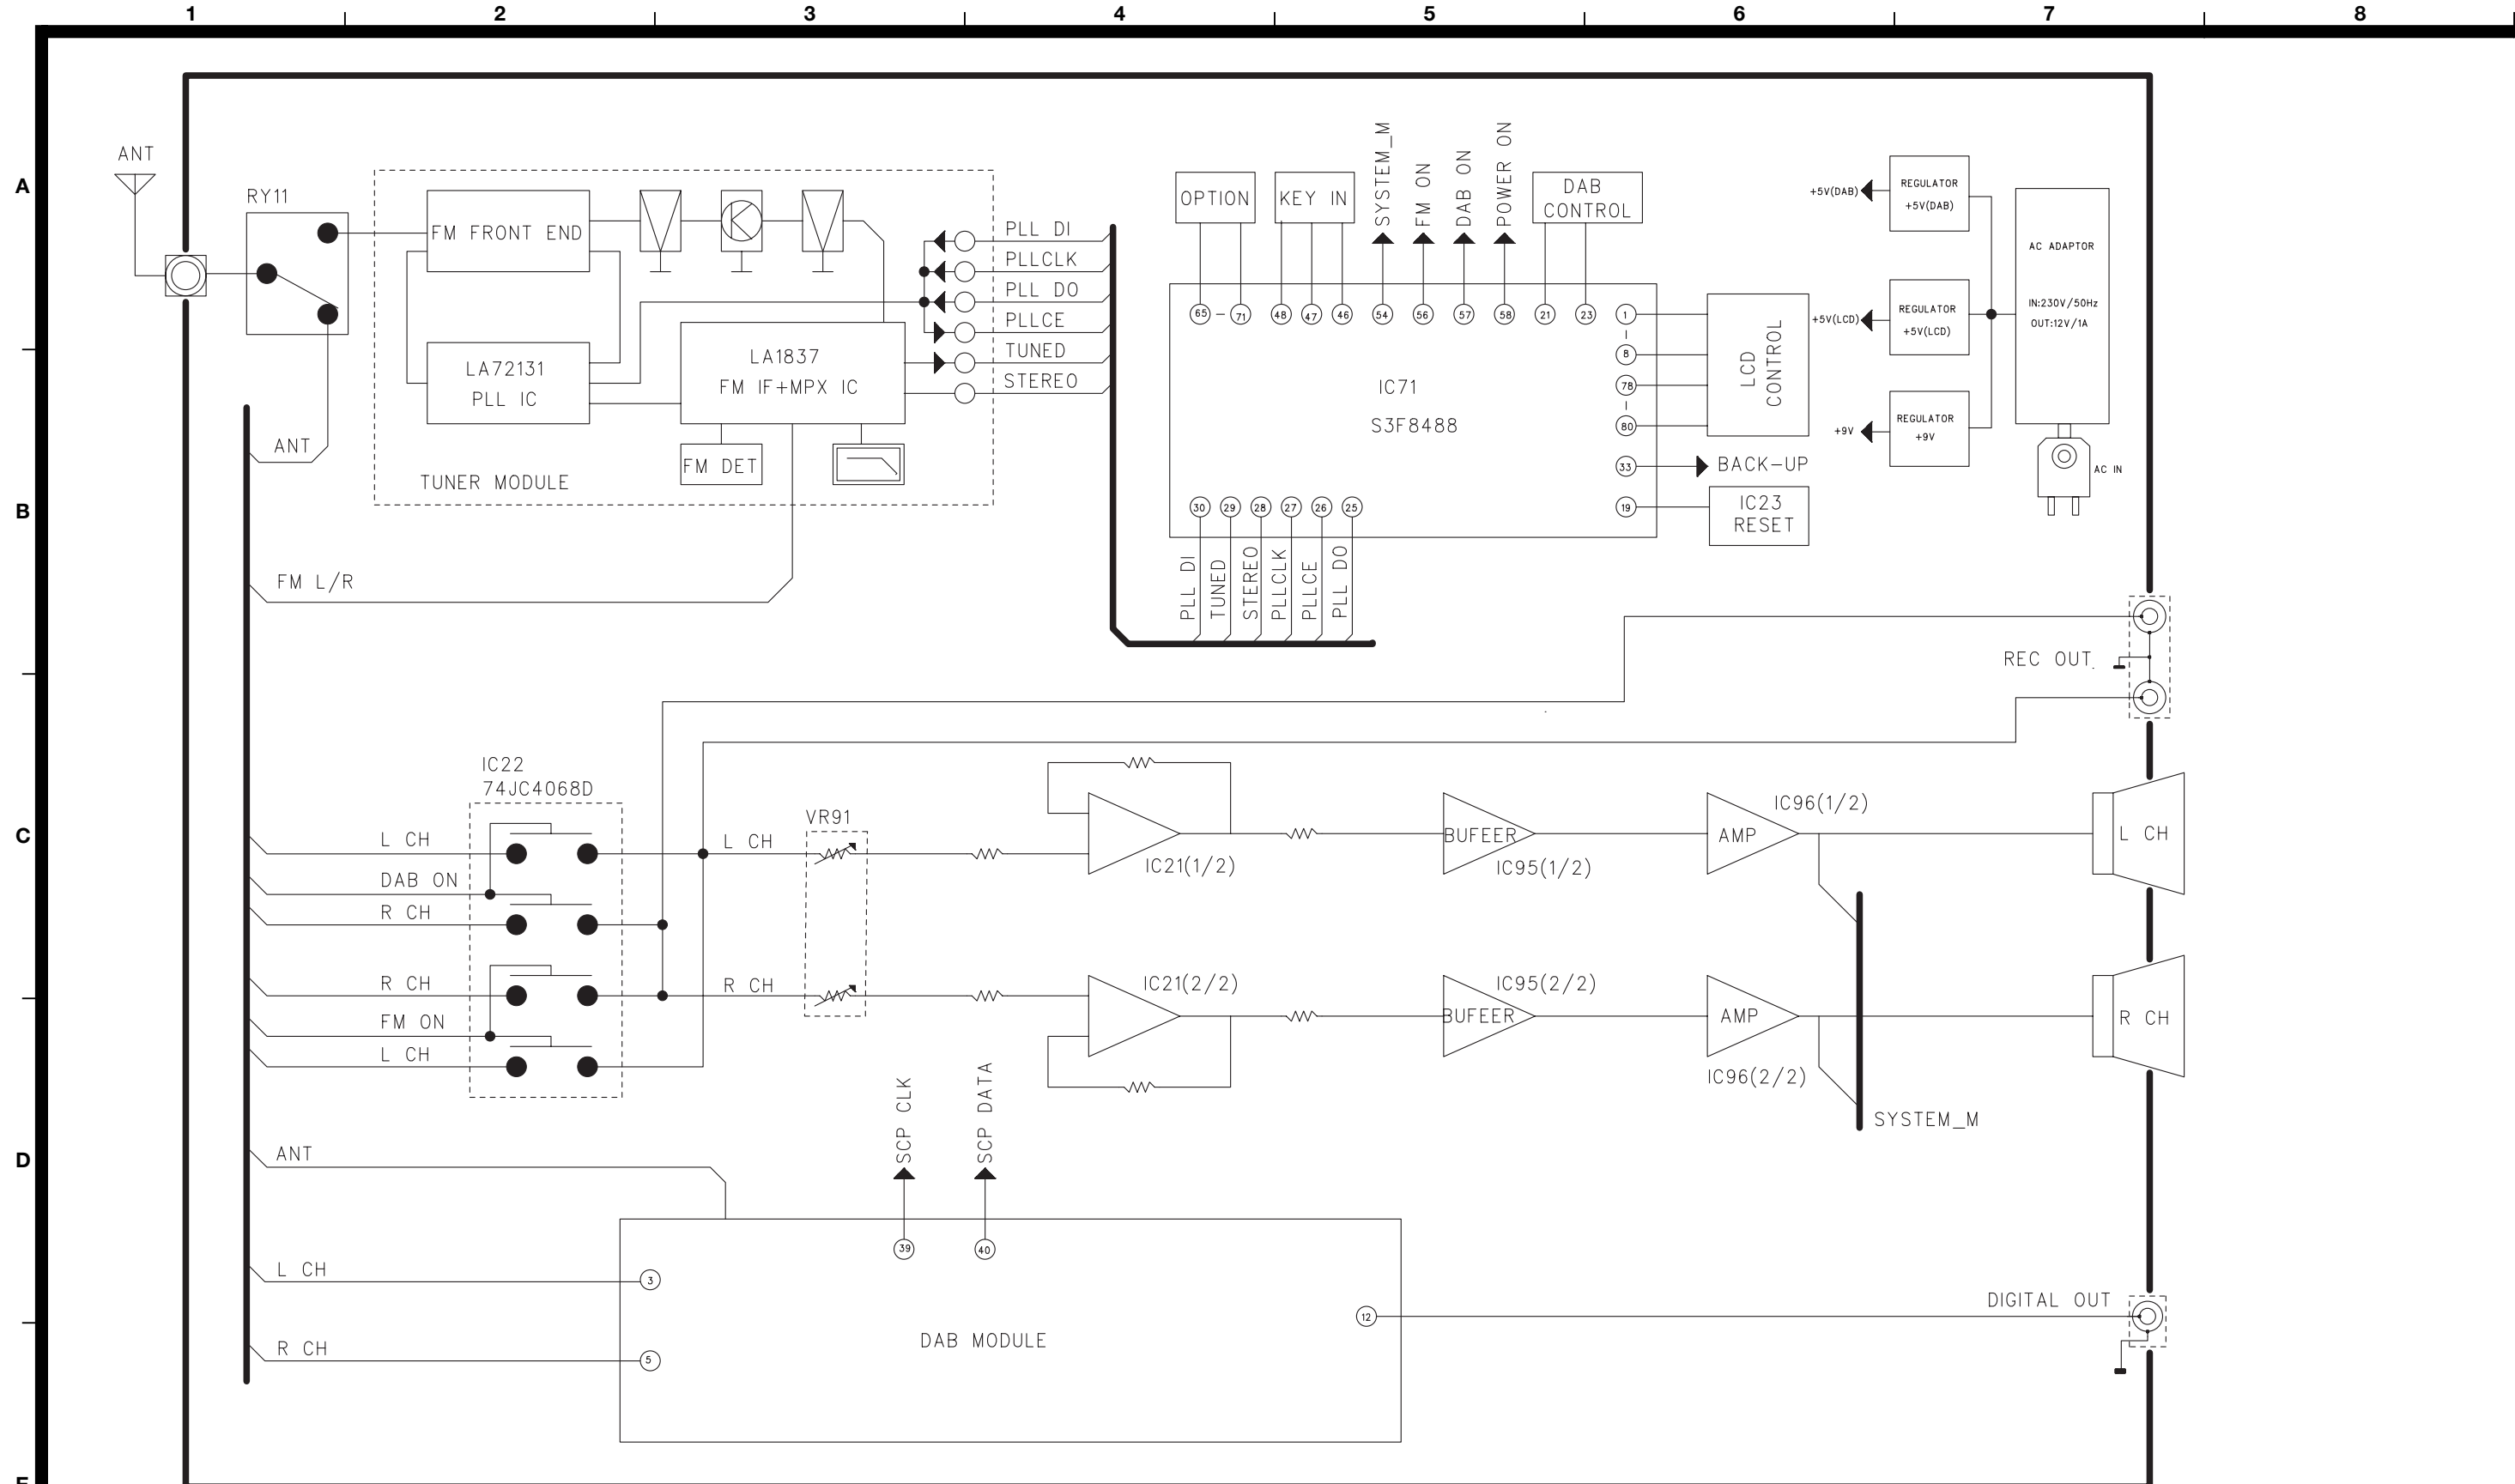 1 2 3 4 5 6 7 8
A
B
C
D
E
ANT
RY11
FM FRONT END
LA72131
PLL IC
LA1837
FM IF+MPX IC
FM DET
TUNER MODULE
ANT
FM L/R
PLL DI
PLLCLK
PLL DO
PLLCE
TUNED
STEREO
OPTION
KEY IN
SYSTEM_M
FM ON
DAB ON
POWER ON
DAB
CONTROL
65 - 71 48 47 46 54 56 57 58 21 23
1
-
8
78
-
80
33
19
IC71
S3F8488
LCD
CONTROL
BACK-UP
IC23
RESET
30 29 28 27 26 25
PLL DI
TUNED
STEREO
PLLCLK
PLLCE
PLL DO
+5V(DAB)
REGULATOR
+5V(DAB)
+5V(LCD)
REGULATOR
+5V(LCD)
+9V
REGULATOR
+9V
AC ADAPTOR
IN:230V/50Hz
OUT:12V/1A
AC IN
REC OUT
IC22
74JC4068D
L CH
DAB ON
R CH
R CH
FM ON
L CH
VR91
L CH
R CH
IC21(1/2)
BUFEER
IC95(1/2)
AMP
IC96(1/2)
L CH
IC21(2/2)
BUFEER
IC95(2/2)
AMP
IC96(2/2)
R CH
SYSTEM_M
SCP CLK
SCP DATA
39
40
ANT
L CH
3
R CH
5
DAB MODULE
12
DIGITAL OUT